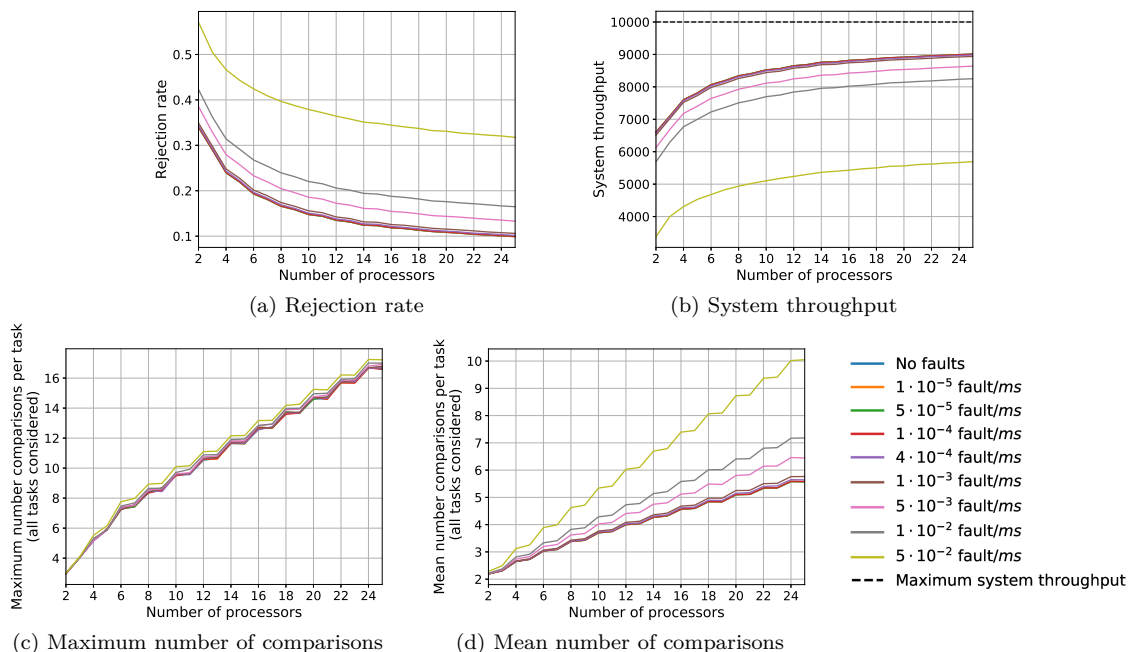 0.5
0.4
0.3
0.2
0.1
Rejection rate
2 4 6 8 10 12 14 16 18 20 22 24
Number of processors
(a) Rejection rate
10000
9000
8000
7000
6000
5000
4000
System throughput
2 4 6 8 10 12 14 16 18 20 22 24
Number of processors
(b) System throughput
Maximum number comparisons per task
(all tasks considered)
16
14
12
10
8
6
4
2 4 6 8 10 12 14 16 18 20 22 24
Number of processors
(c) Maximum number of comparisons
Mean number comparisons per task
(all tasks considered)
10
9
8
7
6
5
4
3
2
2 4 6 8 10 12 14 16 18 20 22 24
Number of processors
(d) Mean number of comparisons
No faults
1 · 10⁻⁵ fault/ms
5 · 10⁻⁵ fault/ms
1 · 10⁻⁴ fault/ms
4 · 10⁻⁴ fault/ms
1 · 10⁻³ fault/ms
5 · 10⁻³ fault/ms
1 · 10⁻² fault/ms
5 · 10⁻² fault/ms
Maximum system throughput